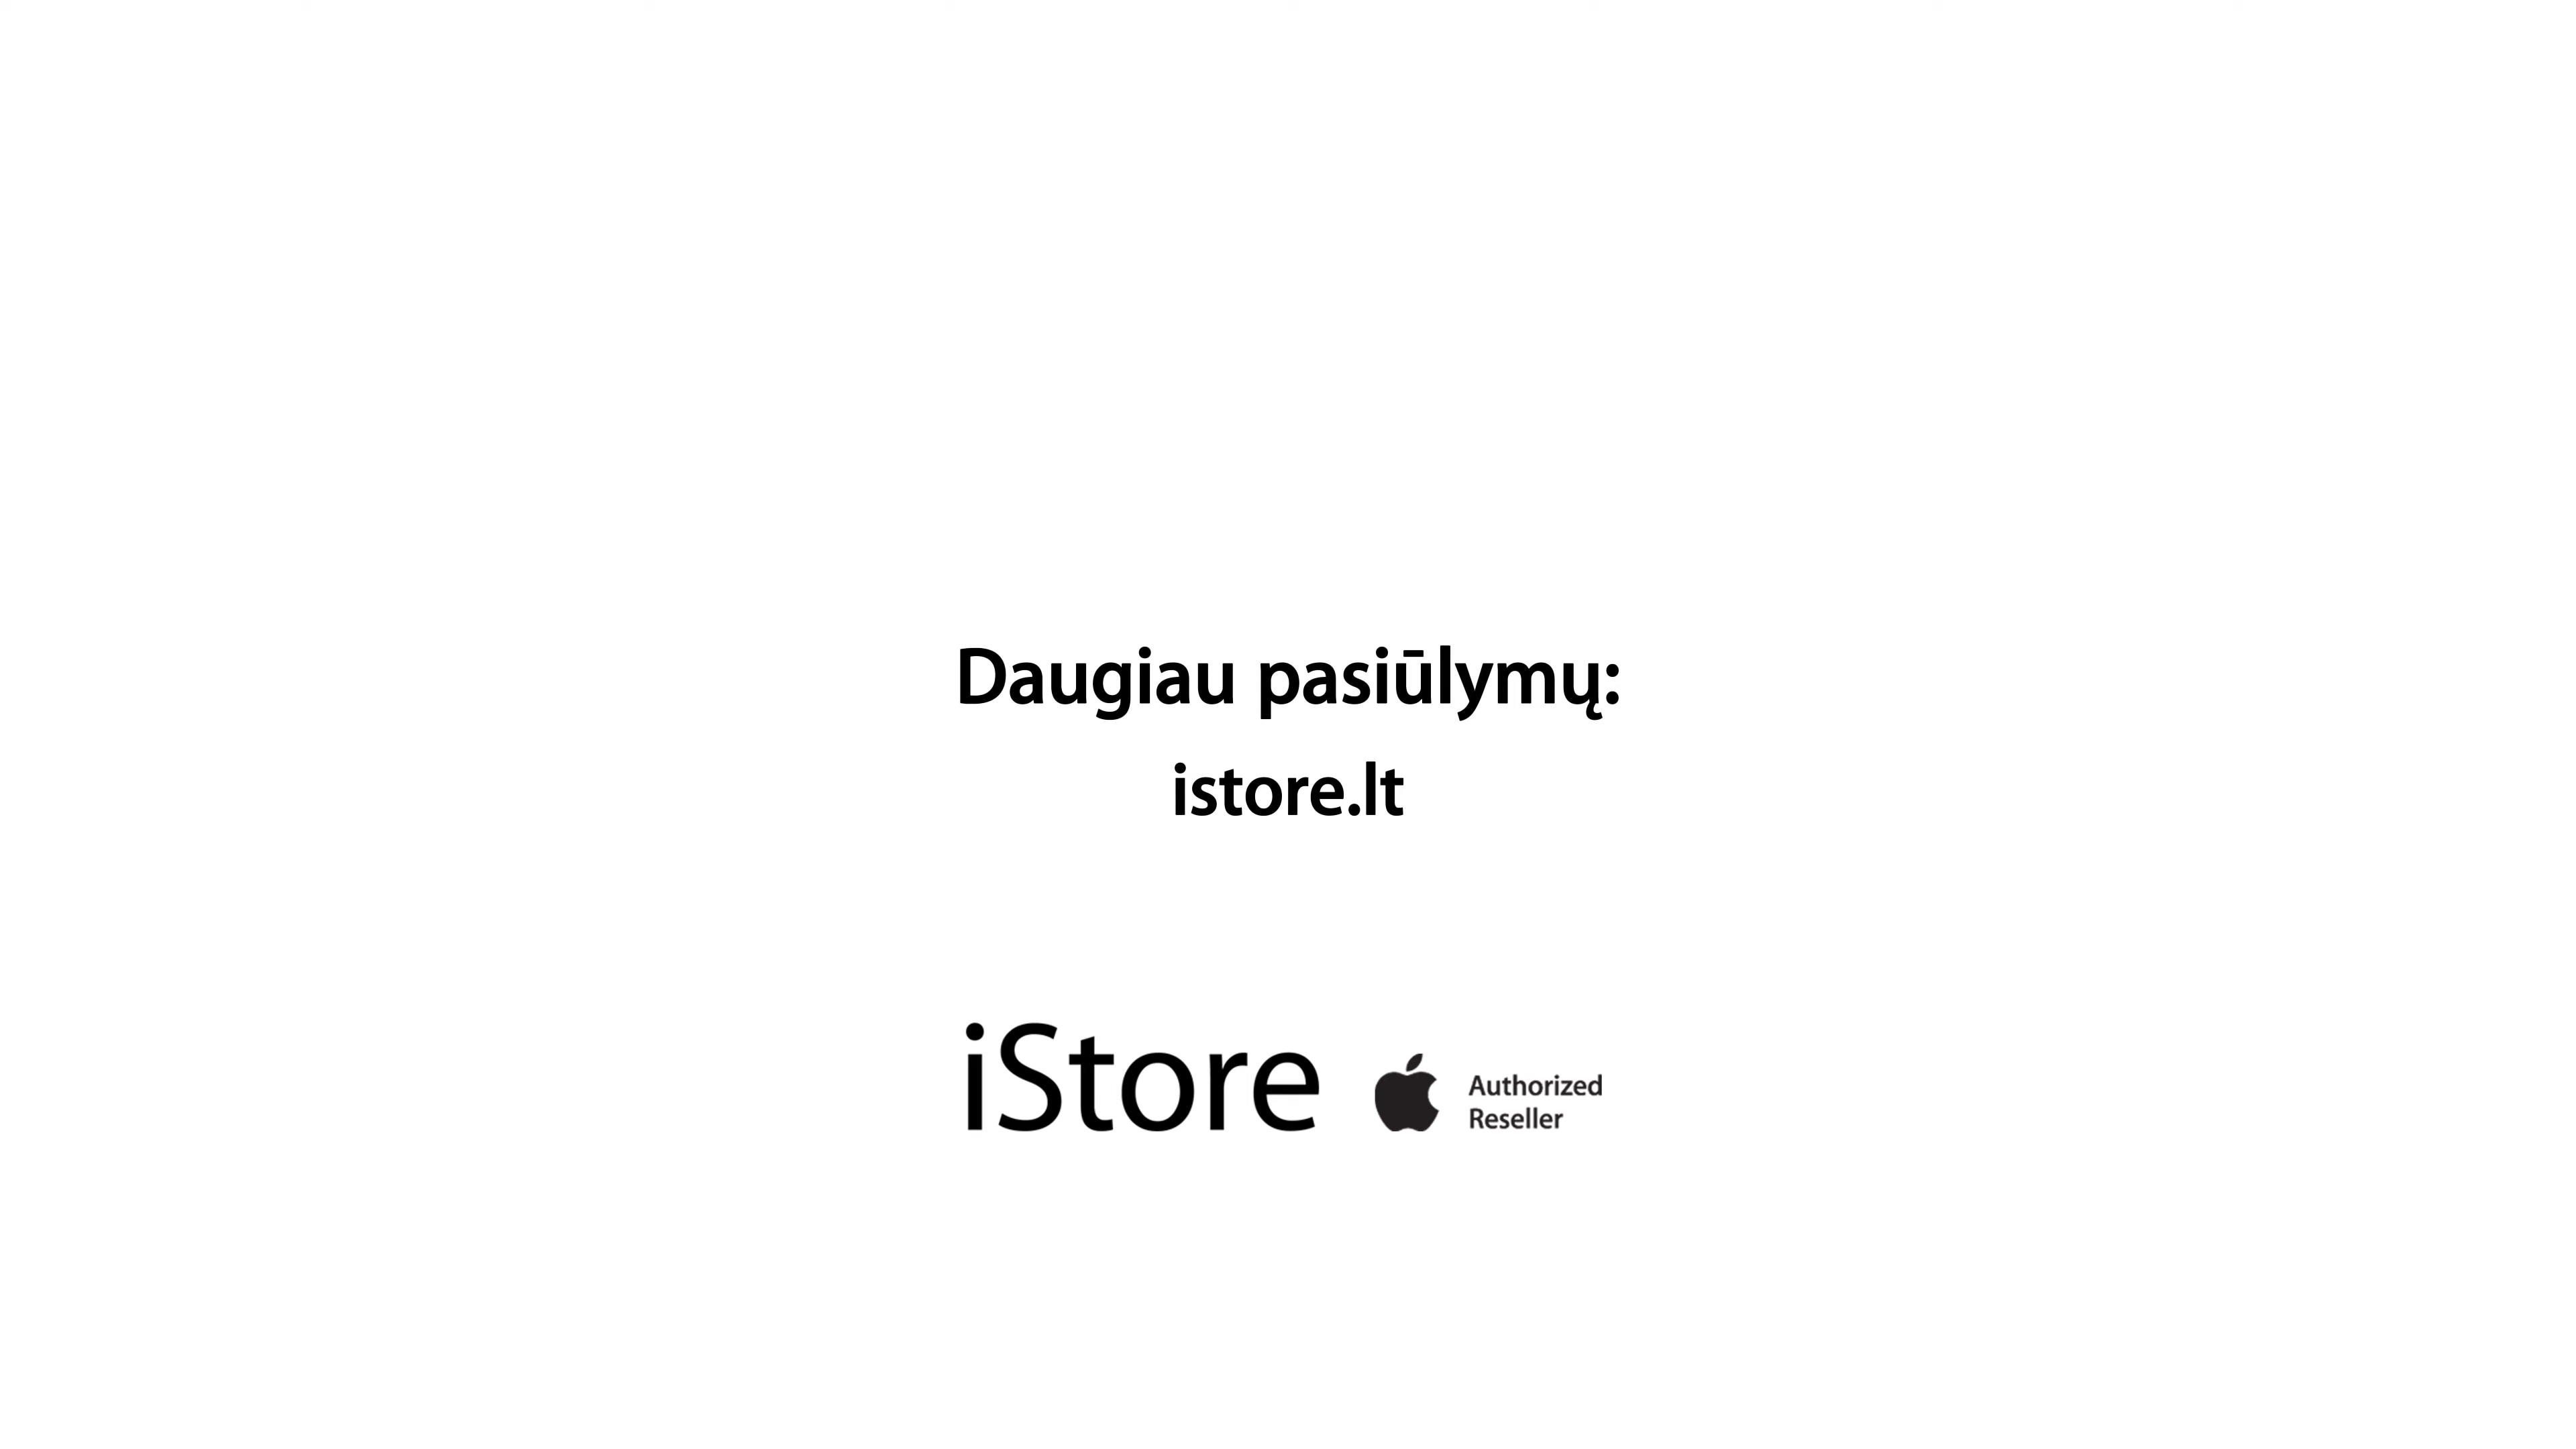 Daugiau pasiūlymų:
istore.lt
iStore
Authorized
Reseller